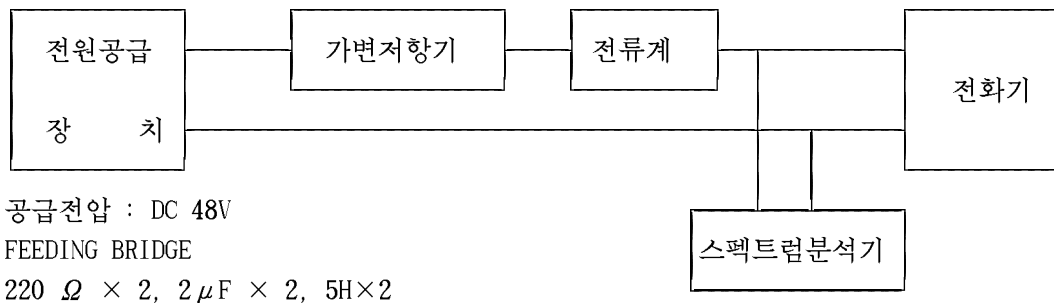 전원공급
장 치
가변저항기
전류계
전화기
스펙트럼분석기
공급전압 : DC 48V
FEEDING BRIDGE
220 Ω × 2, 2μF × 2, 5H×2